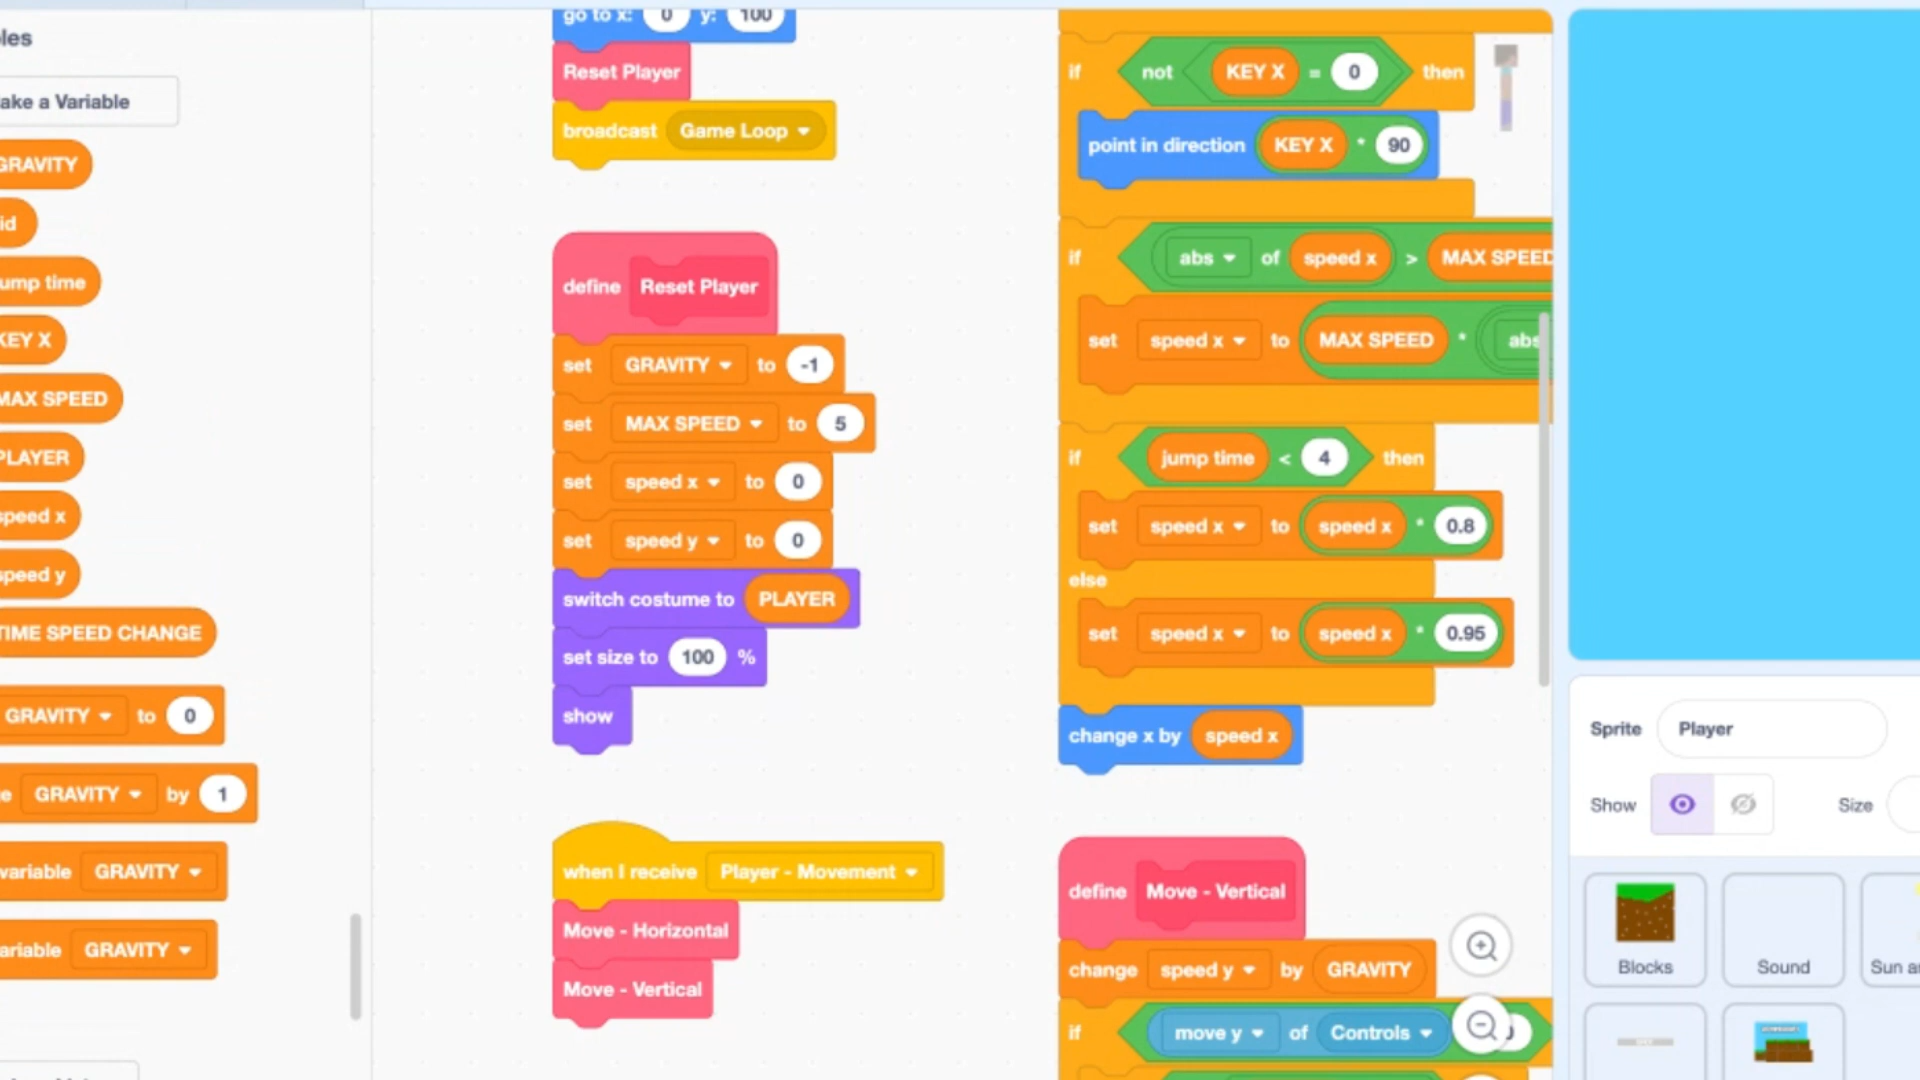 les
ake a Variable
GRAVITY
id
ump time
KEY X
MAX SPEED
PLAYER
speed x
speed y
TIME SPEED CHANGE
GRAVITY to 0
GRAVITY by 1
variable GRAVITY
ariable GRAVITY
go to x: 0 y: 100
Reset Player
broadcast Game Loop
define Reset Player
set GRAVITY to -1
set MAX SPEED to 5
set speed x to 0
set speed y to 0
switch costume to PLAYER
set size to 100 %
show
when I receive Player - Movement
Move - Horizontal
Move - Vertical
if not KEY X = 0 then
point in direction KEY X * 90
if abs of speed x > MAX SPEED
set speed x to MAX SPEED * abs
if jump time < 4 then
set speed x to speed x * 0.8
else
set speed x to speed x * 0.95
change x by speed x
define Move - Vertical
change speed y by GRAVITY
if move y of Controls
Sprite Player
Show Size
Blocks Sound Sun a